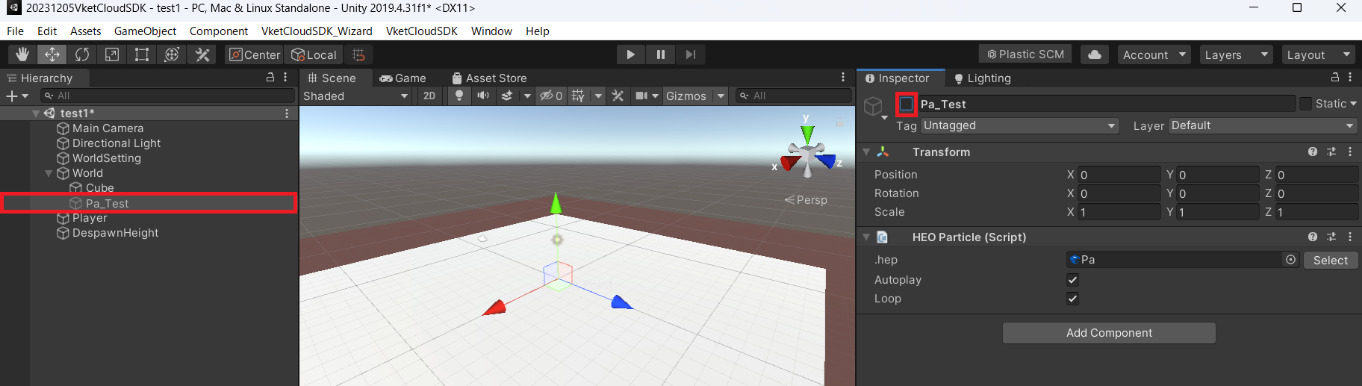 20231205VketCloudSDK - test1 - PC, Mac & Linux Standalone - Unity 2019.4.31f1* <DX11>
File Edit Assets GameObject Component VketCloudSDK_Wizard VketCloudSDK Window Help
Center Local Plastic SCM Account Layers Layout
Hierarchy
All
test1*
Main Camera
Directional Light
WorldSetting
World
Cube
Pa_Test
Player
DespawnHeight
Scene Game Asset Store
Shaded 2D 0 Gizmos All
y
x
z
Persp
Inspector Lighting
Pa_Test Static
Tag Untagged Layer Default
Transform
Position X 0 Y 0 Z 0
Rotation X 0 Y 0 Z 0
Scale X 1 Y 1 Z 1
HEO Particle (Script)
.hep Pa Select
Autoplay
Loop
Add Component